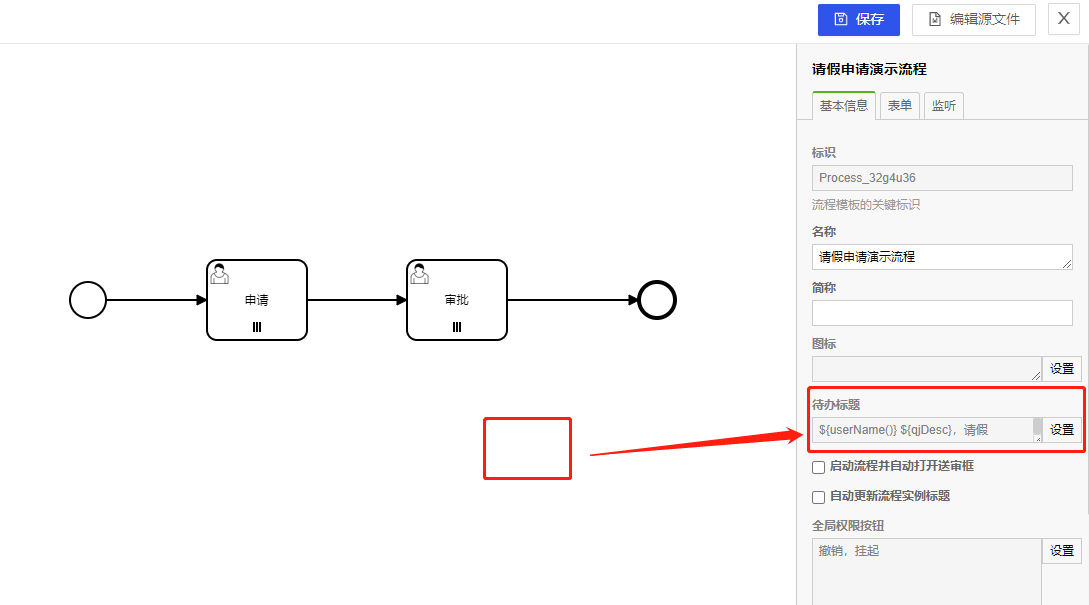 保存
编辑源文件
X
请假申请演示流程
基本信息
表单
监听
标识
Process_32g4u36
流程模板的关键标识
名称
请假申请演示流程
简称
图标
设置
待办标题
${userName()} ${qjDesc}，请假
设置
启动流程并自动打开送审框
自动更新流程实例标题
全局权限按钮
撤销，挂起
设置
申请
审批